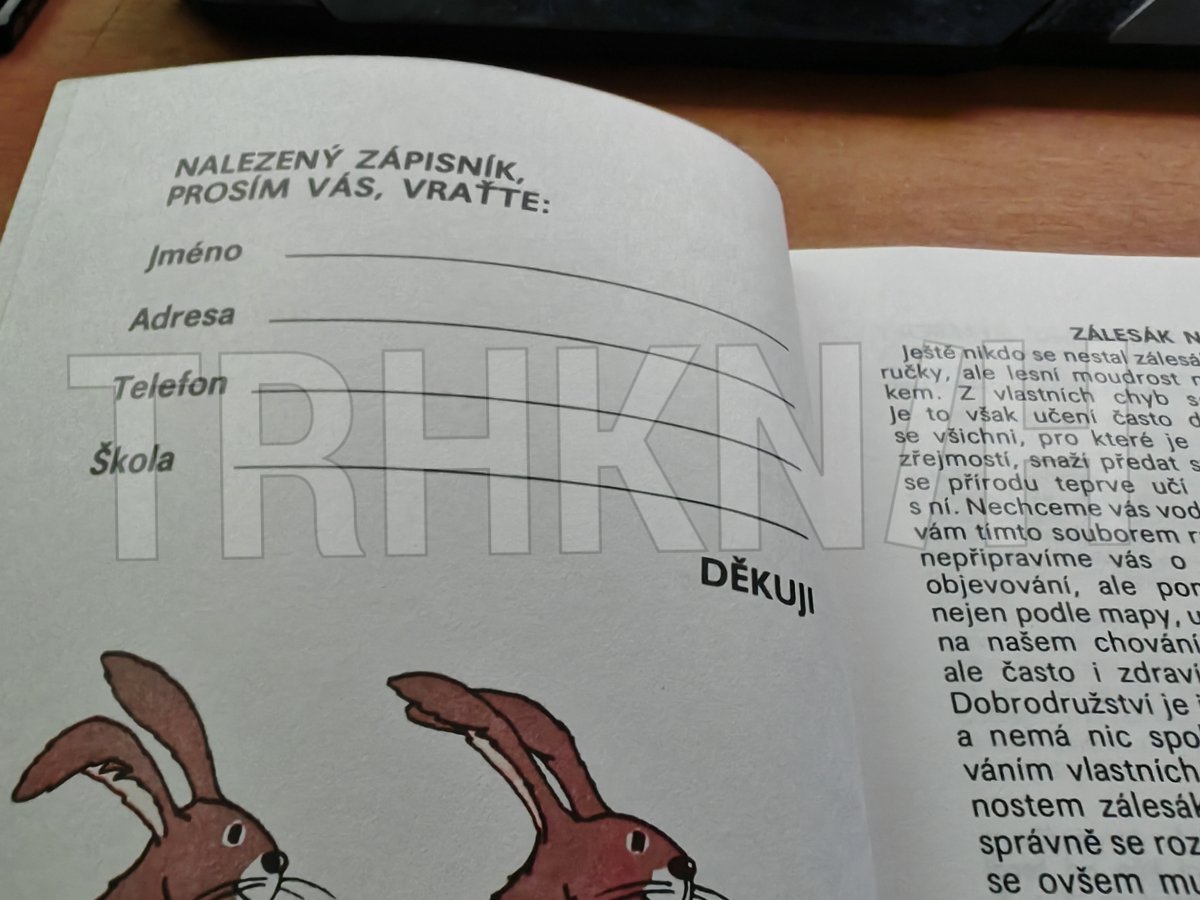 NALEZENÝ ZÁPISNÍK,
PROSÍM VÁS, VRAŤTE:
Jméno
Adresa
Telefon
Škola
DĚKUJI
ZÁLESÁK
Ještě nikdo se nestal
ručky, ale lesní moudrost
kem. Z vlastních chyb
Je to však učení často
se všichni, pro které je
zřejmostí, snaží předat
se přírodu teprve učí
s ní. Nechceme vás
vám tímto souborem
nepřipravíme vás o
objevování, ale
nejen podle mapy,
na našem chování
ale často i
Dobrodružství je
a nemá nic
váním vlastních
nostem
správně se
se ovšem